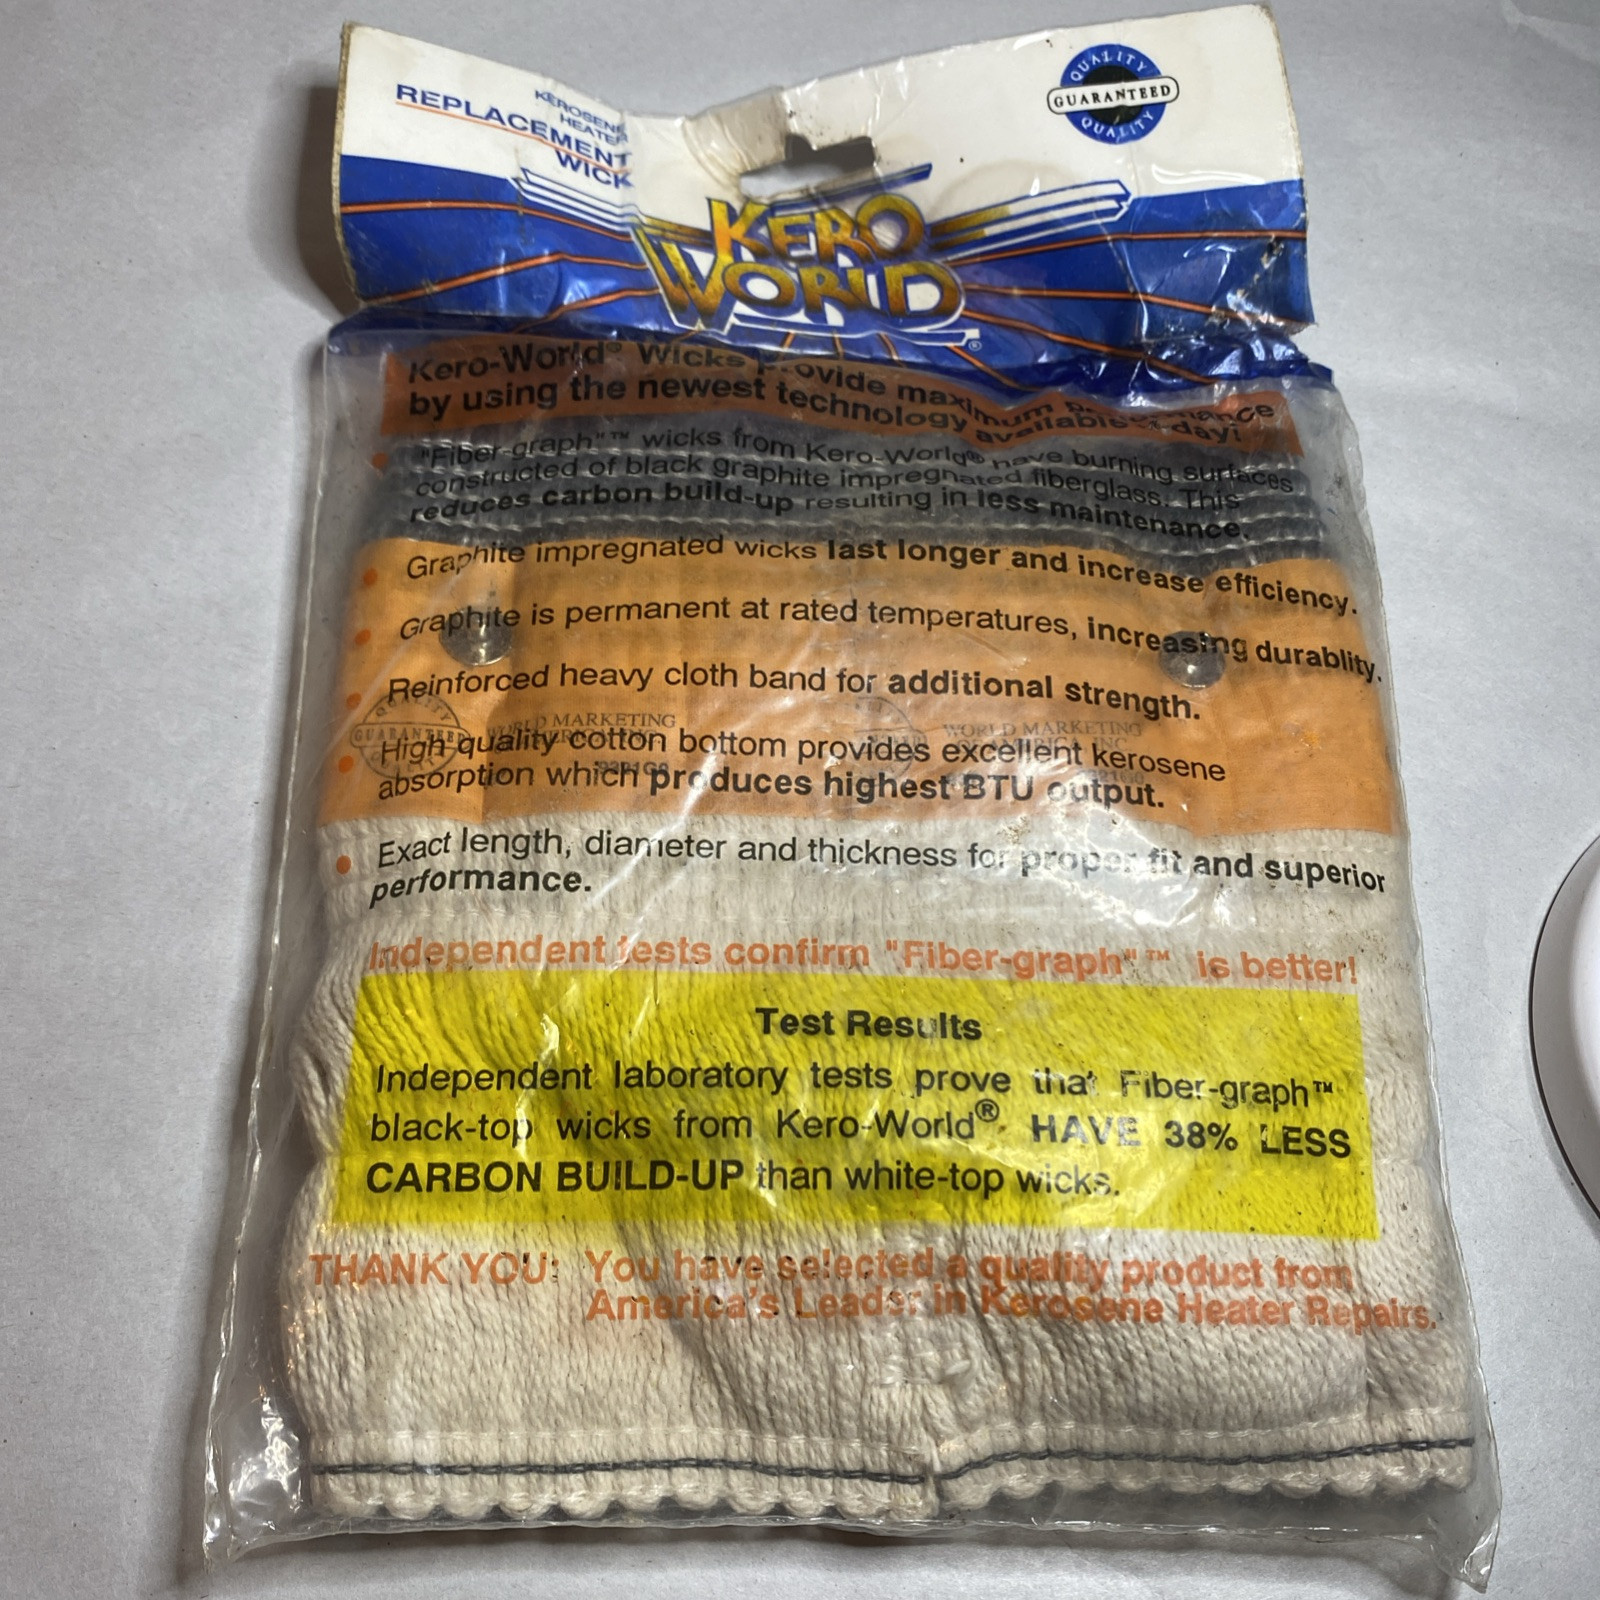 KEROSENE
HEATER
REPLACEMENT
WICK
QUALITY
GUARANTEED
QUALITY
KERO
WORLD®
Kero-World® Wicks provide maximum performance
by using the newest technology available today!
"Fiber-graph"™ wicks from Kero-World® have burning surfaces
constructed of black graphite impregnated fiberglass. This
reduces carbon build-up resulting in less maintenance.
Graphite impregnated wicks last longer and increase efficiency.
Graphite is permanent at rated temperatures, increasing durablity.
Reinforced heavy cloth band for additional strength.
QUALITY
GUARANTEED
WORLD MARKETING
WORLD MARKETING
High quality cotton bottom provides excellent kerosene
absorption which produces highest BTU output.
Exact length, diameter and thickness for proper fit and superior
performance.
Independent tests confirm "Fiber-graph"™ is better!
Test Results
Independent laboratory tests prove that Fiber-graph™
black-top wicks from Kero-World® HAVE 38% LESS
CARBON BUILD-UP than white-top wicks.
THANK YOU: You have selected a quality product from
America's Leader in Kerosene Heater Repairs.